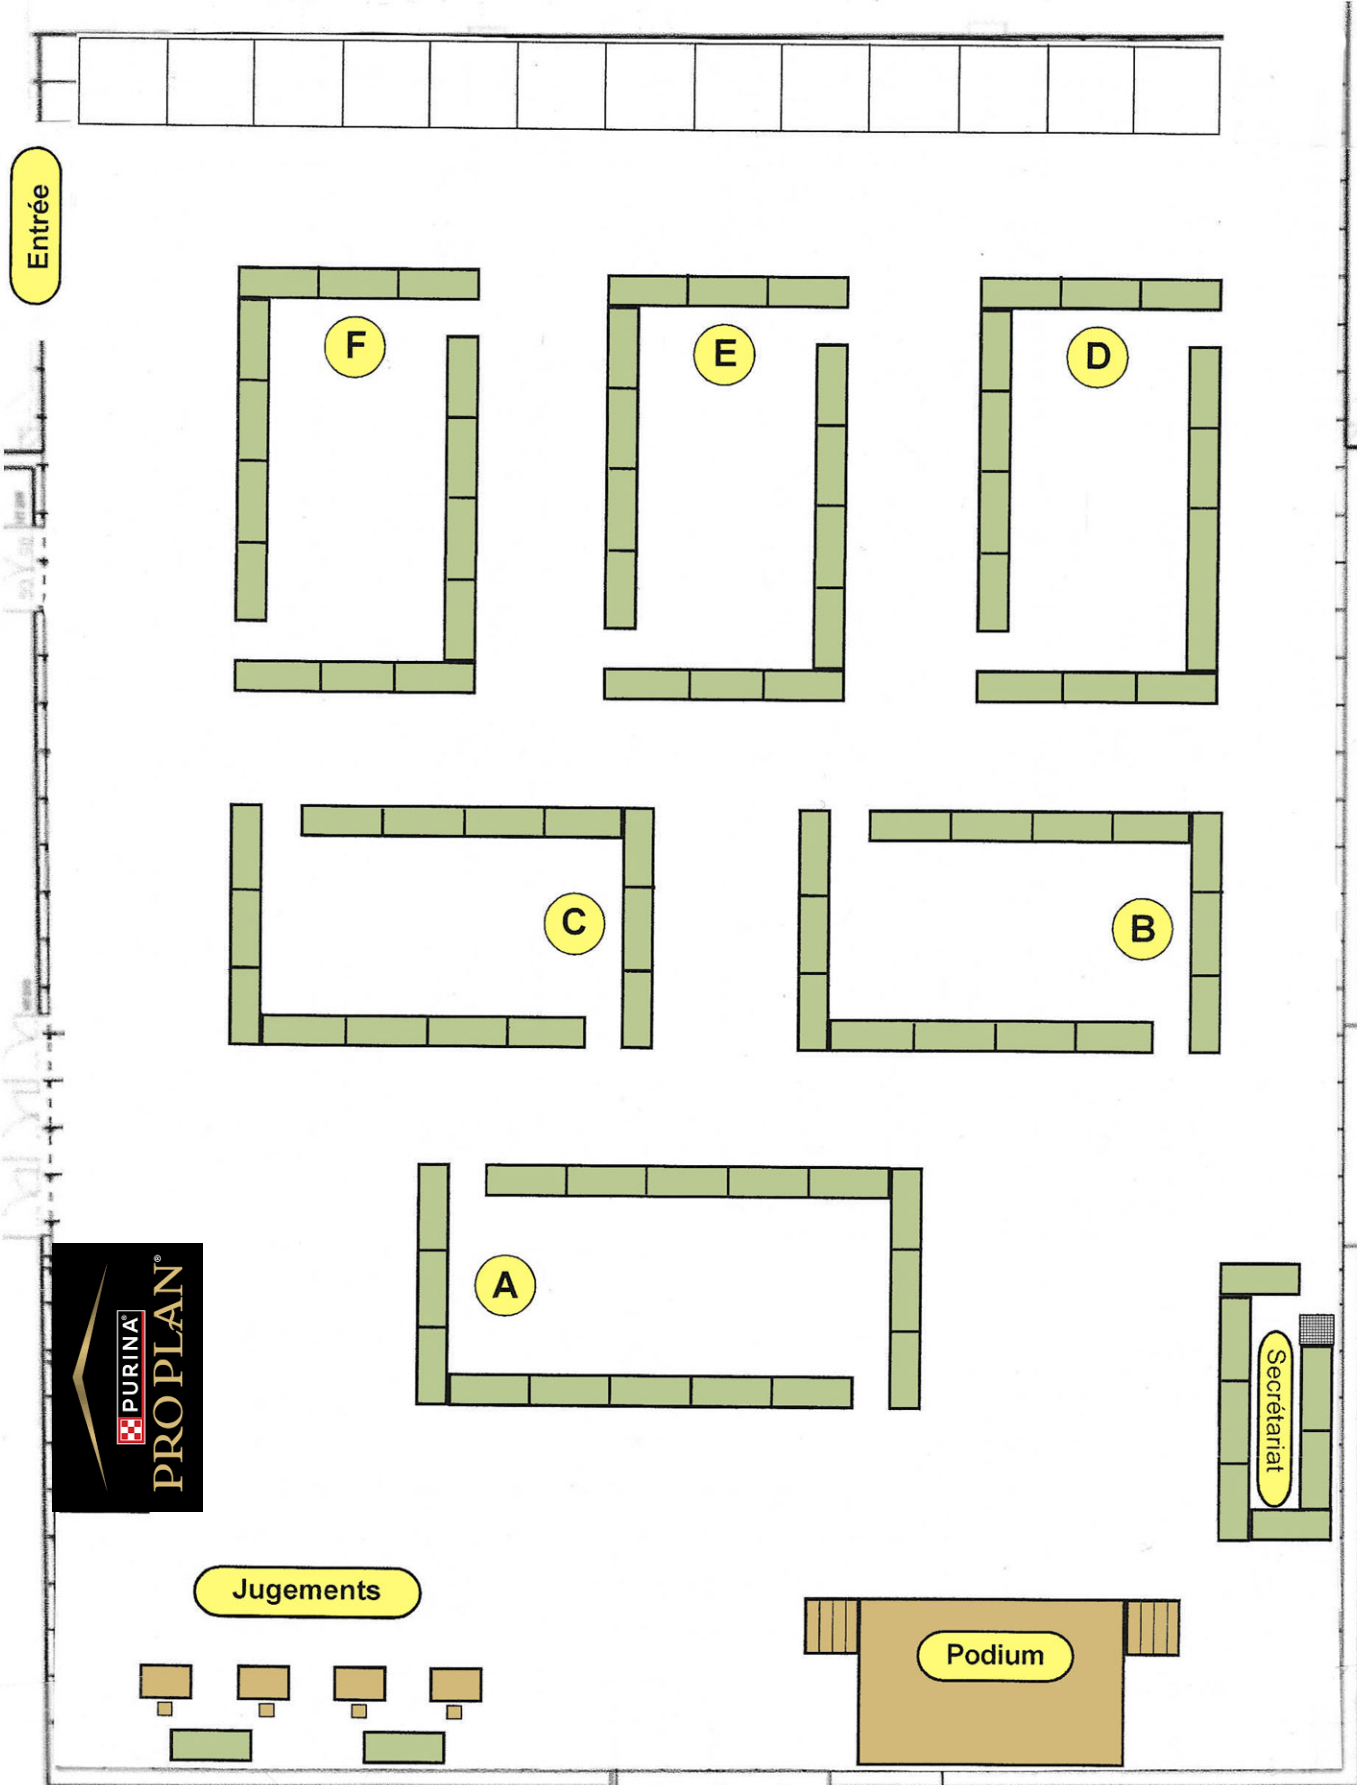 Entrée
F
E
D
C
B
A
PURINA®
PRO PLAN®
Secrétariat
Jugements
Podium